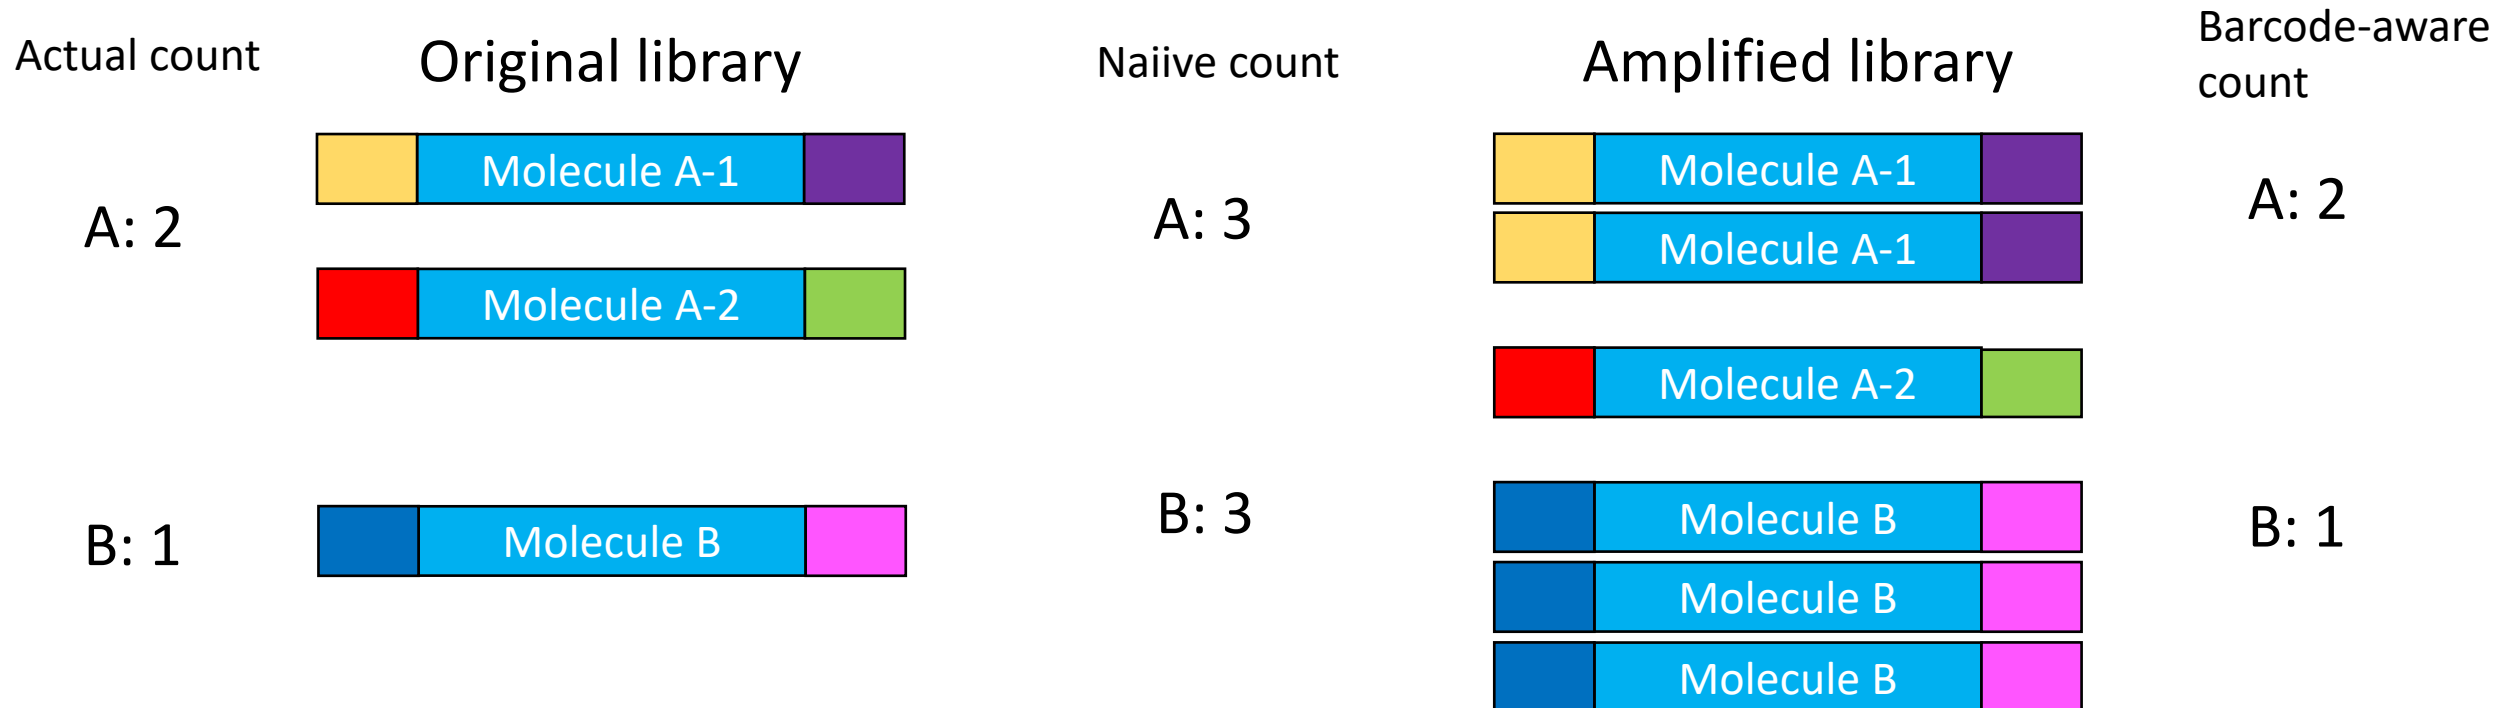 Actual count
Original library
Naiive count
Amplified library
Barcode-aware
count
Molecule A-1
Molecule A-1
A: 2
A: 3
A: 2
Molecule A-1
Molecule A-2
Molecule A-2
B: 1
B: 3
B: 1
Molecule B
Molecule B
Molecule B
Molecule B